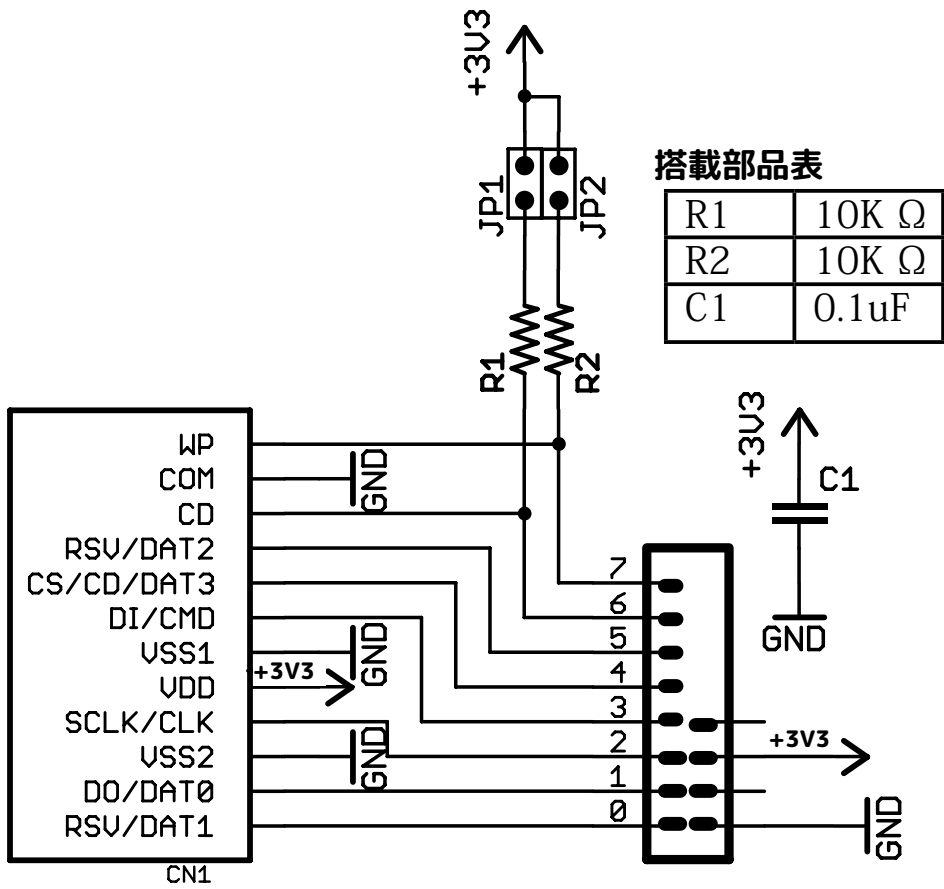 +3V3
JP1
JP2
搭載部品表
R1 10K Ω
R2 10K Ω
C1 0.1uF
R1
R2
+3V3
C1
GND
WP
COM
GND
CD
RSV/DAT2
CS/CD/DAT3
DI/CMD
VSS1
GND
VDD
+3V3
SCLK/CLK
VSS2
GND
DO/DAT0
RSV/DAT1
CN1
7
6
5
4
3
2
1
0
+3V3
GND